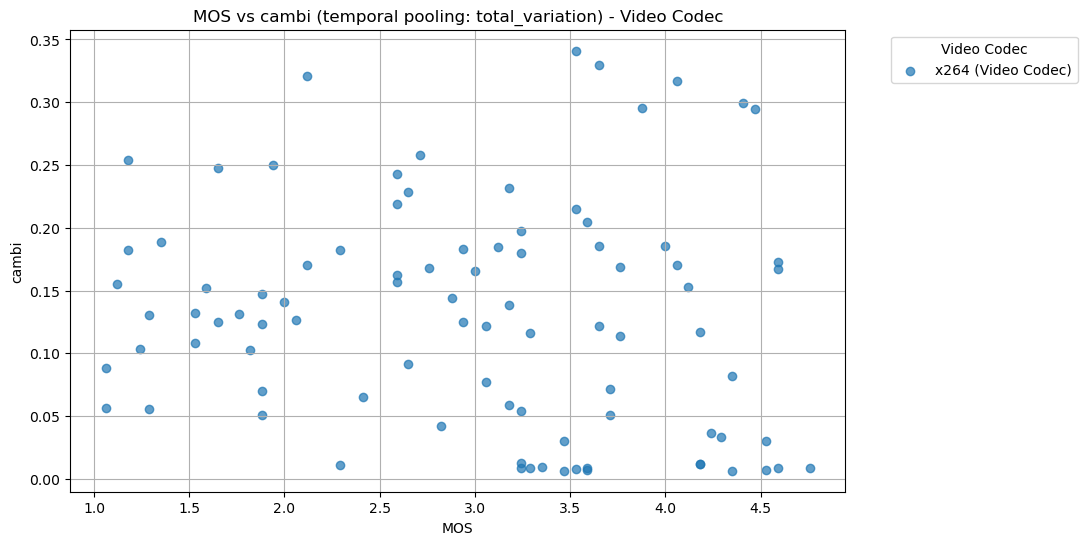 MOS vs cambi (temporal pooling: total_variation) - Video Codec
Video Codec
x264 (Video Codec)
cambi
0.35
0.30
0.25
0.20
0.15
0.10
0.05
0.00
1.0 1.5 2.0 2.5 3.0 3.5 4.0 4.5
MOS